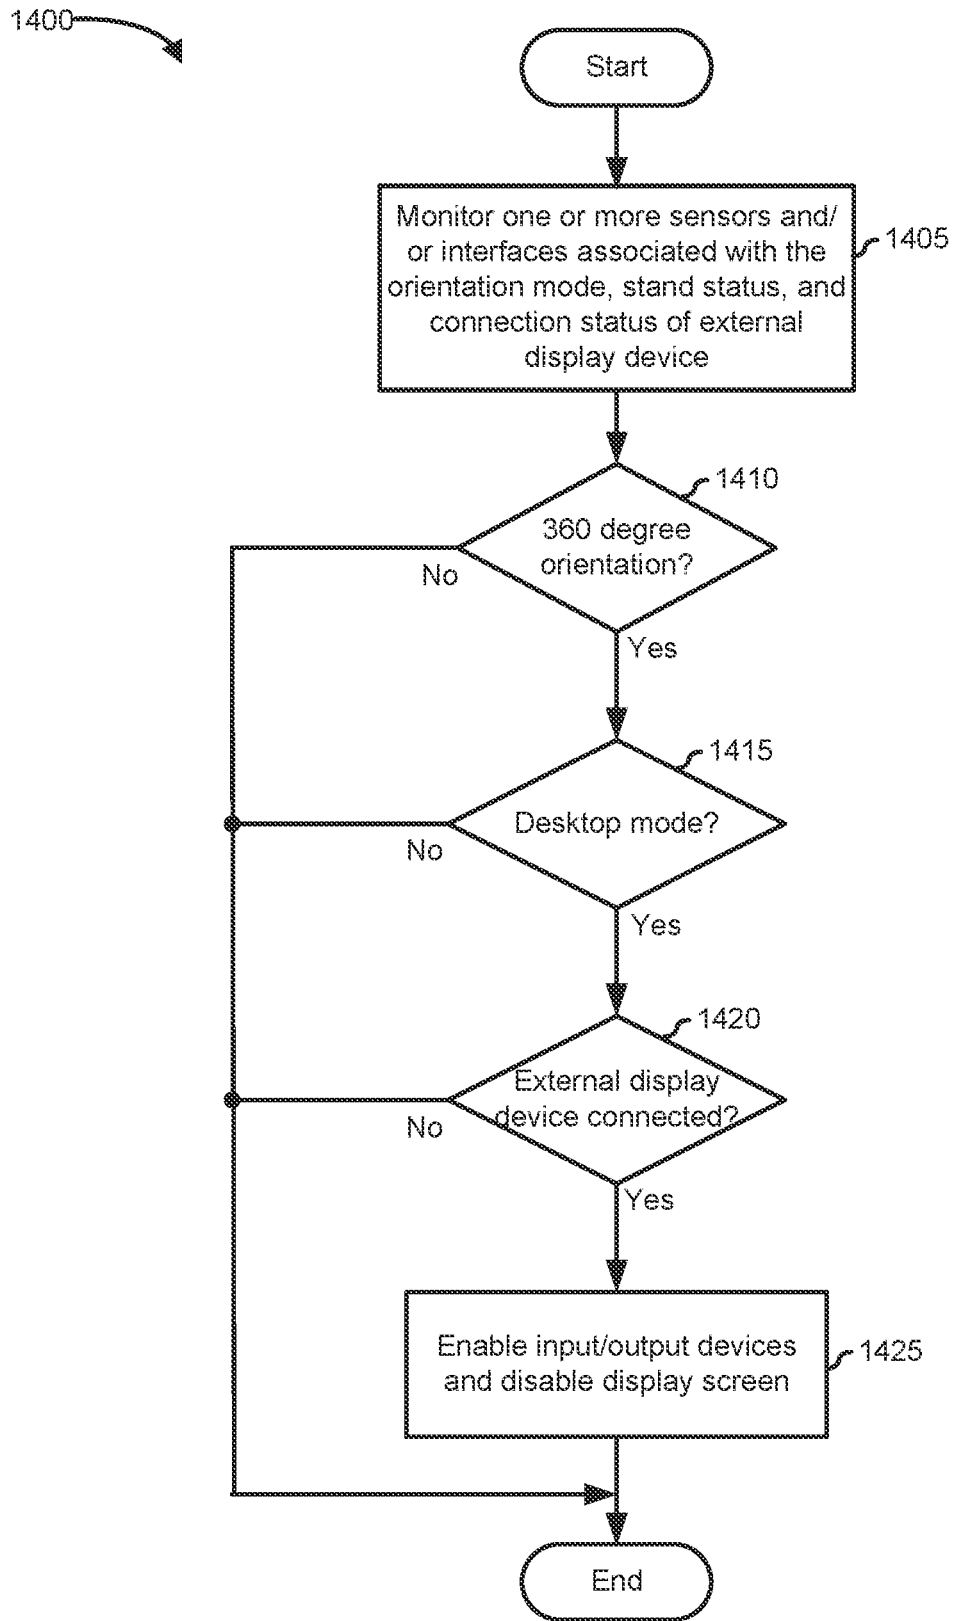 1400
Start
Monitor one or more sensors and/
or interfaces associated with the
orientation mode, stand status, and
connection status of external
display device
1405
1410
360 degree
orientation?
No
Yes
1415
Desktop mode?
No
Yes
1420
External display
device connected?
No
Yes
Enable input/output devices
and disable display screen
1425
End